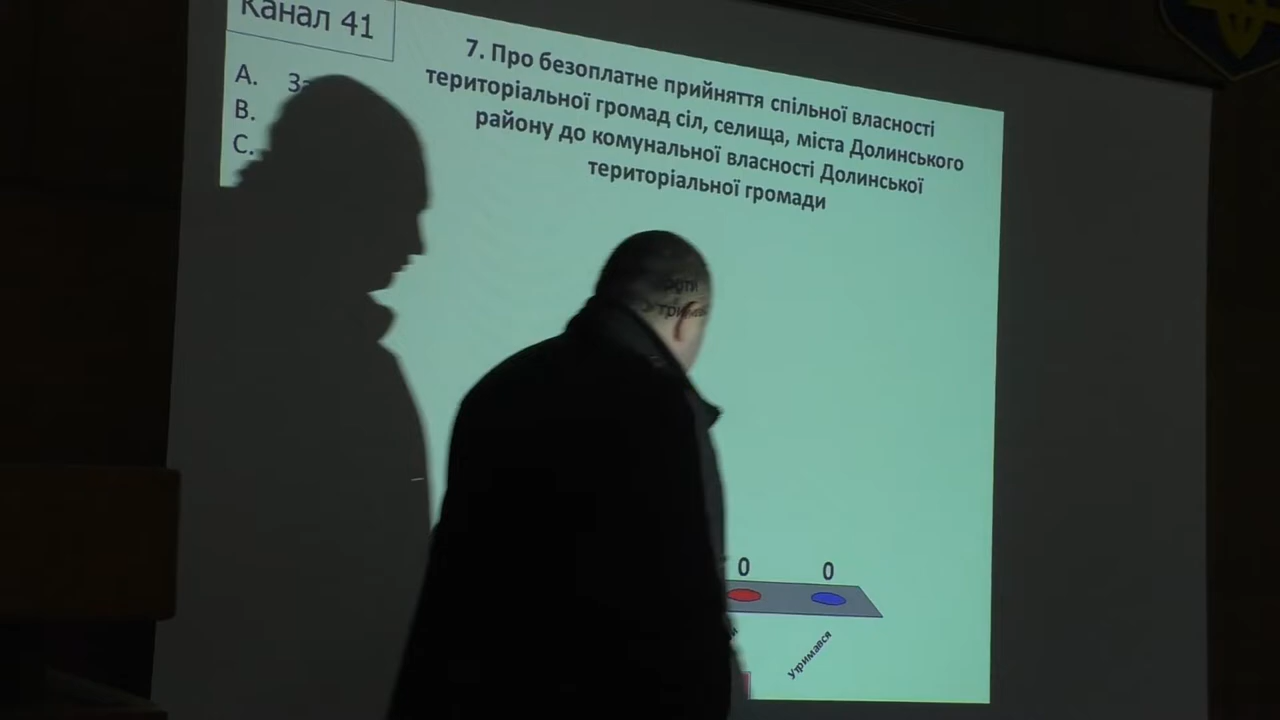 Канал 41
7. Про безоплатне прийняття спільної власності
територіальної громад сіл, селища, міста Долинського
району до комунальної власності Долинської
територіальної громади
A. За
B.
C.
0
0
Утримався